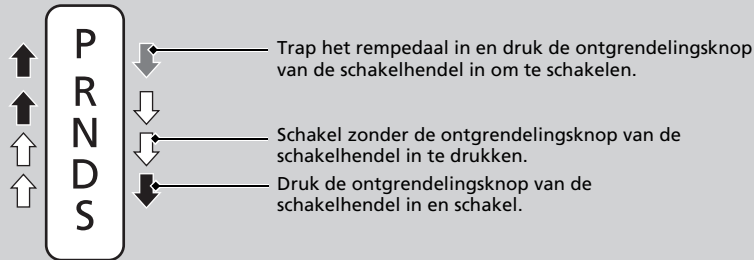 P
R
N
D
S
Trap het rempedaal in en druk de ontgrendelingsknop
van de schakelhendel in om te schakelen.
Schakel zonder de ontgrendelingsknop van de
schakelhendel in te drukken.
Druk de ontgrendelingsknop van de
schakelhendel in en schakel.